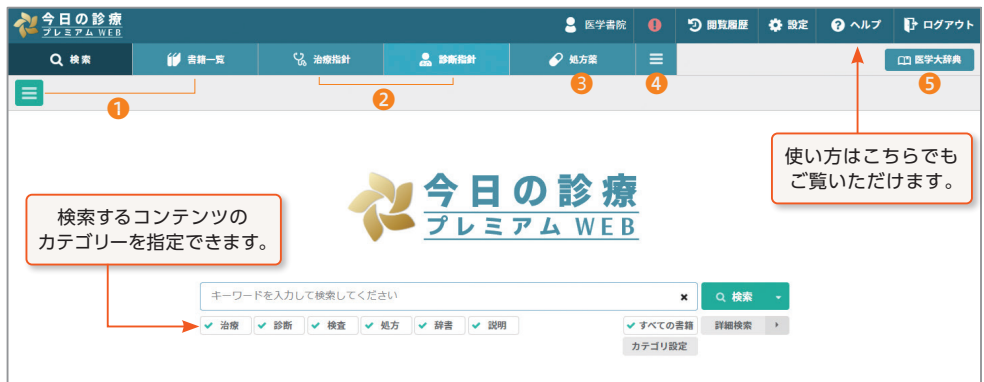 今日の診療
プレミアム WEB
医学書院
閲覧履歴
設定
ヘルプ
ログアウト
検索
書籍一覧
治療指針
診断指針
処方薬
医学大辞典
1
2
3
4
5
使い方はこちらでも
ご覧いただけます。
検索するコンテンツの
カテゴリーを指定できます。
今日の診療
プレミアム WEB
キーワードを入力して検索してください
検索
治療
診断
検査
処方
辞書
説明
すべての書籍
詳細検索
カテゴリ設定